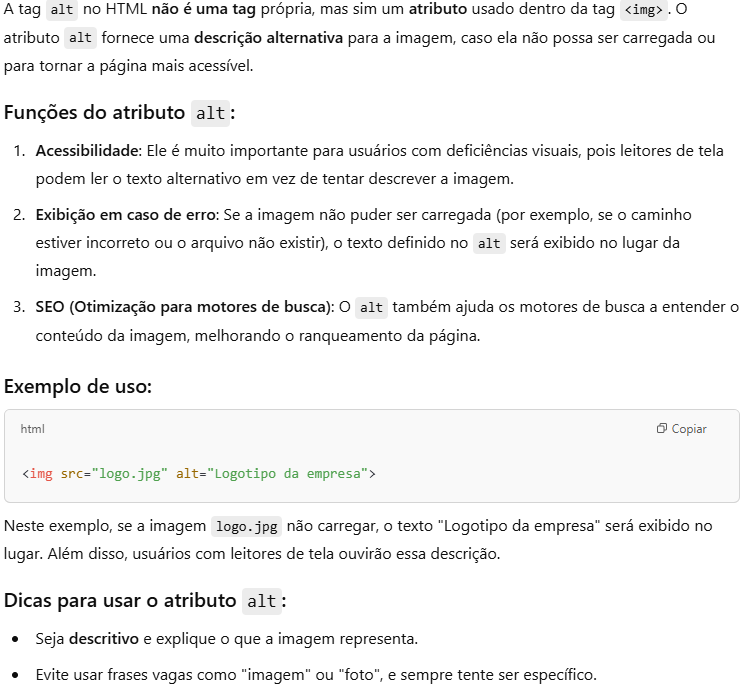 A tag alt no HTML não é uma tag própria, mas sim um atributo usado dentro da tag <img>. O
atributo alt fornece uma descrição alternativa para a imagem, caso ela não possa ser carregada ou
para tornar a página mais acessível.
Funções do atributo alt:
1. Acessibilidade: Ele é muito importante para usuários com deficiências visuais, pois leitores de tela
podem ler o texto alternativo em vez de tentar descrever a imagem.
2. Exibição em caso de erro: Se a imagem não puder ser carregada (por exemplo, se o caminho
estiver incorreto ou o arquivo não existir), o texto definido no alt será exibido no lugar da
imagem.
3. SEO (Otimização para motores de busca): O alt também ajuda os motores de busca a entender o
conteúdo da imagem, melhorando o ranqueamento da página.
Exemplo de uso:
html Copiar
<img src="logo.jpg" alt="Logotipo da empresa">
Neste exemplo, se a imagem logo.jpg não carregar, o texto "Logotipo da empresa" será exibido no
lugar. Além disso, usuários com leitores de tela ouvirão essa descrição.
Dicas para usar o atributo alt:
• Seja descritivo e explique o que a imagem representa.
• Evite usar frases vagas como "imagem" ou "foto", e sempre tente ser específico.